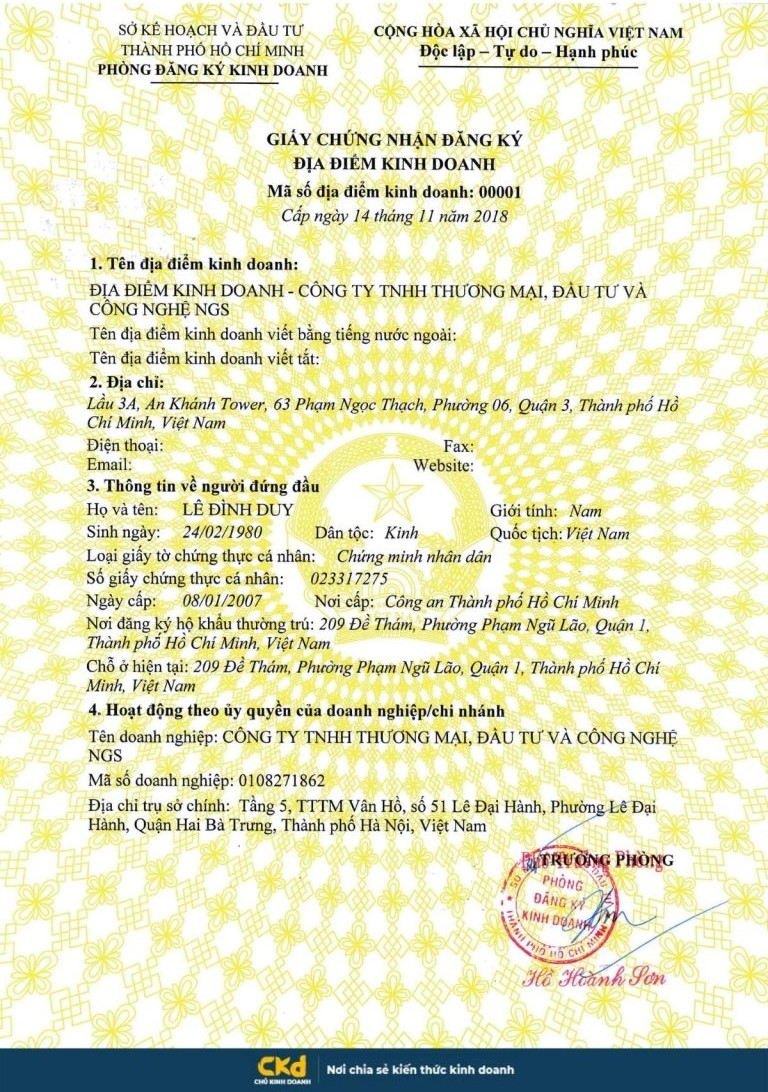 SỞ KẾ HOẠCH VÀ ĐẦU TƯ
THÀNH PHỐ HỒ CHÍ MINH
PHÒNG ĐĂNG KÝ KINH DOANH
CỘNG HÒA XÃ HỘI CHỦ NGHĨA VIỆT NAM
Độc lập – Tự do – Hạnh phúc
GIẤY CHỨNG NHẬN ĐĂNG KÝ
ĐỊA ĐIỂM KINH DOANH
Mã số địa điểm kinh doanh: 00001
Cấp ngày 14 tháng 11 năm 2018
1. Tên địa điểm kinh doanh:
ĐỊA ĐIỂM KINH DOANH - CÔNG TY TNHH THƯƠNG MẠI, ĐẦU TƯ VÀ
CÔNG NGHỆ NGS
Tên địa điểm kinh doanh viết bằng tiếng nước ngoài:
Tên địa điểm kinh doanh viết tắt:
2. Địa chỉ:
Lầu 3A, An Khánh Tower, 63 Phạm Ngọc Thạch, Phường 06, Quận 3, Thành phố Hồ
Chí Minh, Việt Nam
Điện thoại: Fax:
Email: Website:
3. Thông tin về người đứng đầu
Họ và tên: LÊ ĐÌNH DUY Giới tính: Nam
Sinh ngày: 24/02/1980 Dân tộc: Kinh Quốc tịch: Việt Nam
Loại giấy tờ chứng thực cá nhân: Chứng minh nhân dân
Số giấy chứng thực cá nhân: 023317275
Ngày cấp: 08/01/2007 Nơi cấp: Công an Thành phố Hồ Chí Minh
Nơi đăng ký hộ khẩu thường trú: 209 Đề Thám, Phường Phạm Ngũ Lão, Quận 1,
Thành phố Hồ Chí Minh, Việt Nam
Chỗ ở hiện tại: 209 Đề Thám, Phường Phạm Ngũ Lão, Quận 1, Thành phố Hồ Chí
Minh, Việt Nam
4. Hoạt động theo ủy quyền của doanh nghiệp/chi nhánh
Tên doanh nghiệp: CÔNG TY TNHH THƯƠNG MẠI, ĐẦU TƯ VÀ CÔNG NGHỆ
NGS
Mã số doanh nghiệp: 0108271862
Địa chỉ trụ sở chính: Tầng 5, TTTM Vân Hồ, số 51 Lê Đại Hành, Phường Lê Đại
Hành, Quận Hai Bà Trưng, Thành phố Hà Nội, Việt Nam
TRƯỞNG PHÒNG
PHÒNG
ĐĂNG KÝ
KINH DOANH
THÀNH PHỐ HỒ CHÍ MINH
Hồ Hoành Sơn
CKd
CHỦ KINH DOANH
Nơi chia sẻ kiến thức kinh doanh